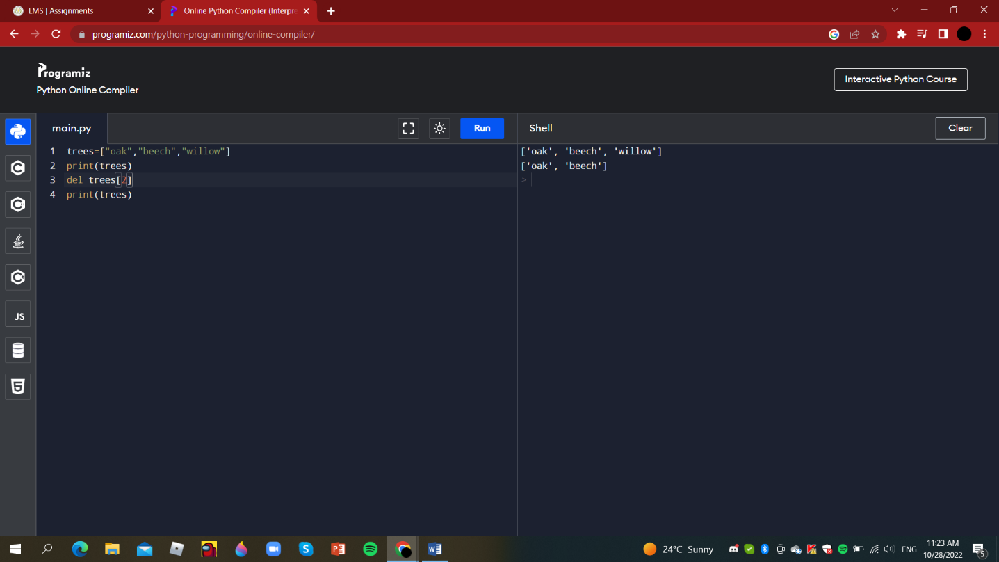 LMS | Assignments
Online Python Compiler (Interpre
programiz.com/python-programming/online-compiler/
Programiz
Python Online Compiler
Interactive Python Course
main.py
Run
Shell
Clear
1 trees=["oak","beech","willow"]
2 print(trees)
3 del trees[2]
4 print(trees)
['oak', 'beech', 'willow']
['oak', 'beech']
>
JS
24°C Sunny
ENG
11:23 AM
10/28/2022
5